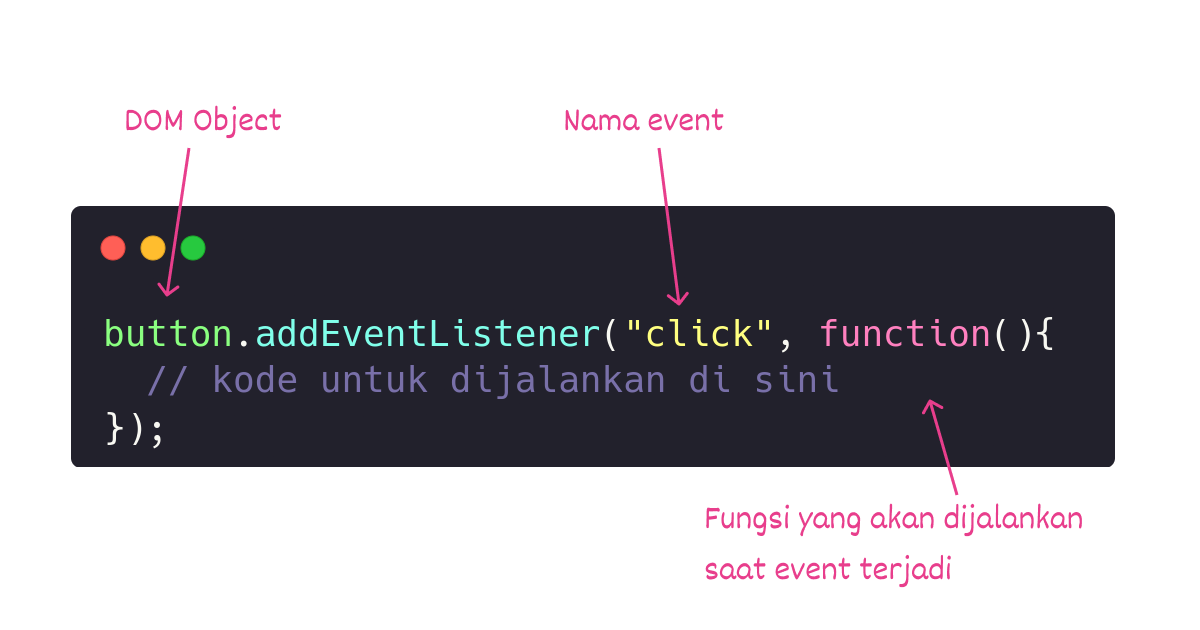 DOM Object
Nama event
button.addEventListener("click", function(){
  // kode untuk dijalankan di sini
});
Fungsi yang akan dijalankan
saat event terjadi